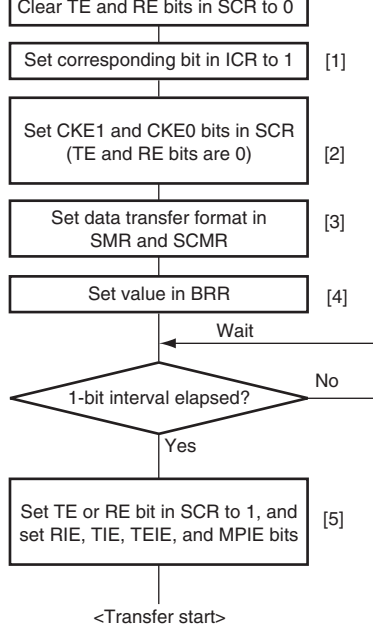 Clear TE and RE bits in SCR to 0
Set corresponding bit in ICR to 1
[1]
Set CKE1 and CKE0 bits in SCR
(TE and RE bits are 0)
[2]
Set data transfer format in
SMR and SCMR
[3]
Set value in BRR
[4]
Wait
1-bit interval elapsed?
No
Yes
Set TE or RE bit in SCR to 1, and
set RIE, TIE, TEIE, and MPIE bits
[5]
<Transfer start>